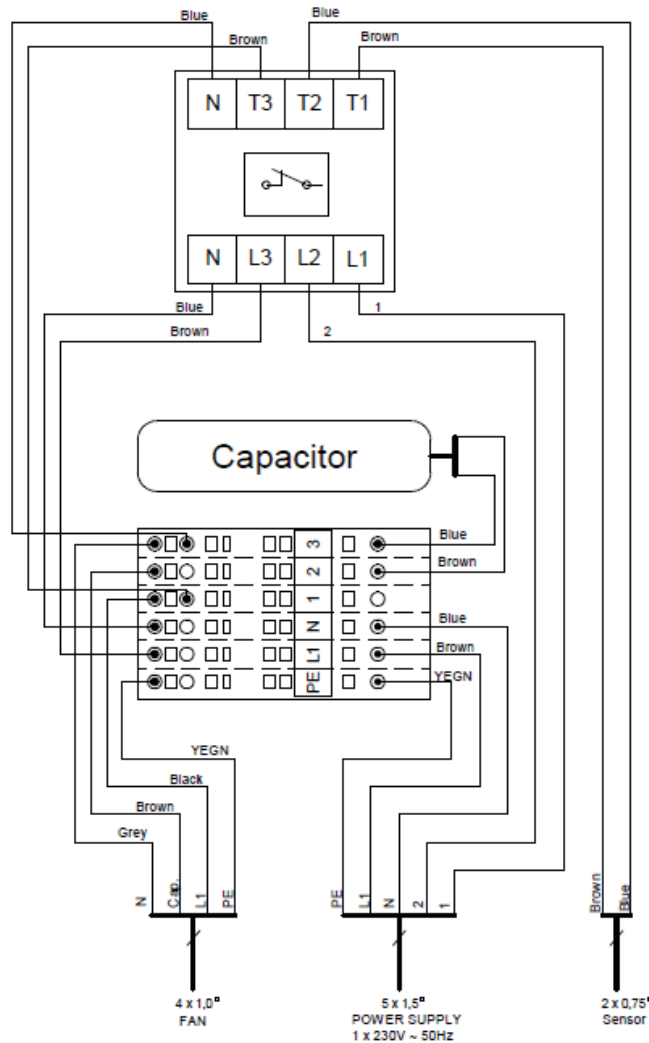 Blue
Blue
Brown
Brown
N T3 T2 T1
N L3 L2 L1
Blue
1
Brown
2
Capacitor
3
Blue
2
Brown
1
N
Blue
L1
Brown
PE
YEGN
YEGN
Black
Brown
Grey
N Cap. L1 PE
PE L1 N 2 1
Brown Blue
4 x 1,0¤
FAN
5 x 1,5¤
POWER SUPPLY
1 x 230V ~ 50Hz
2 x 0,75¤
Sensor